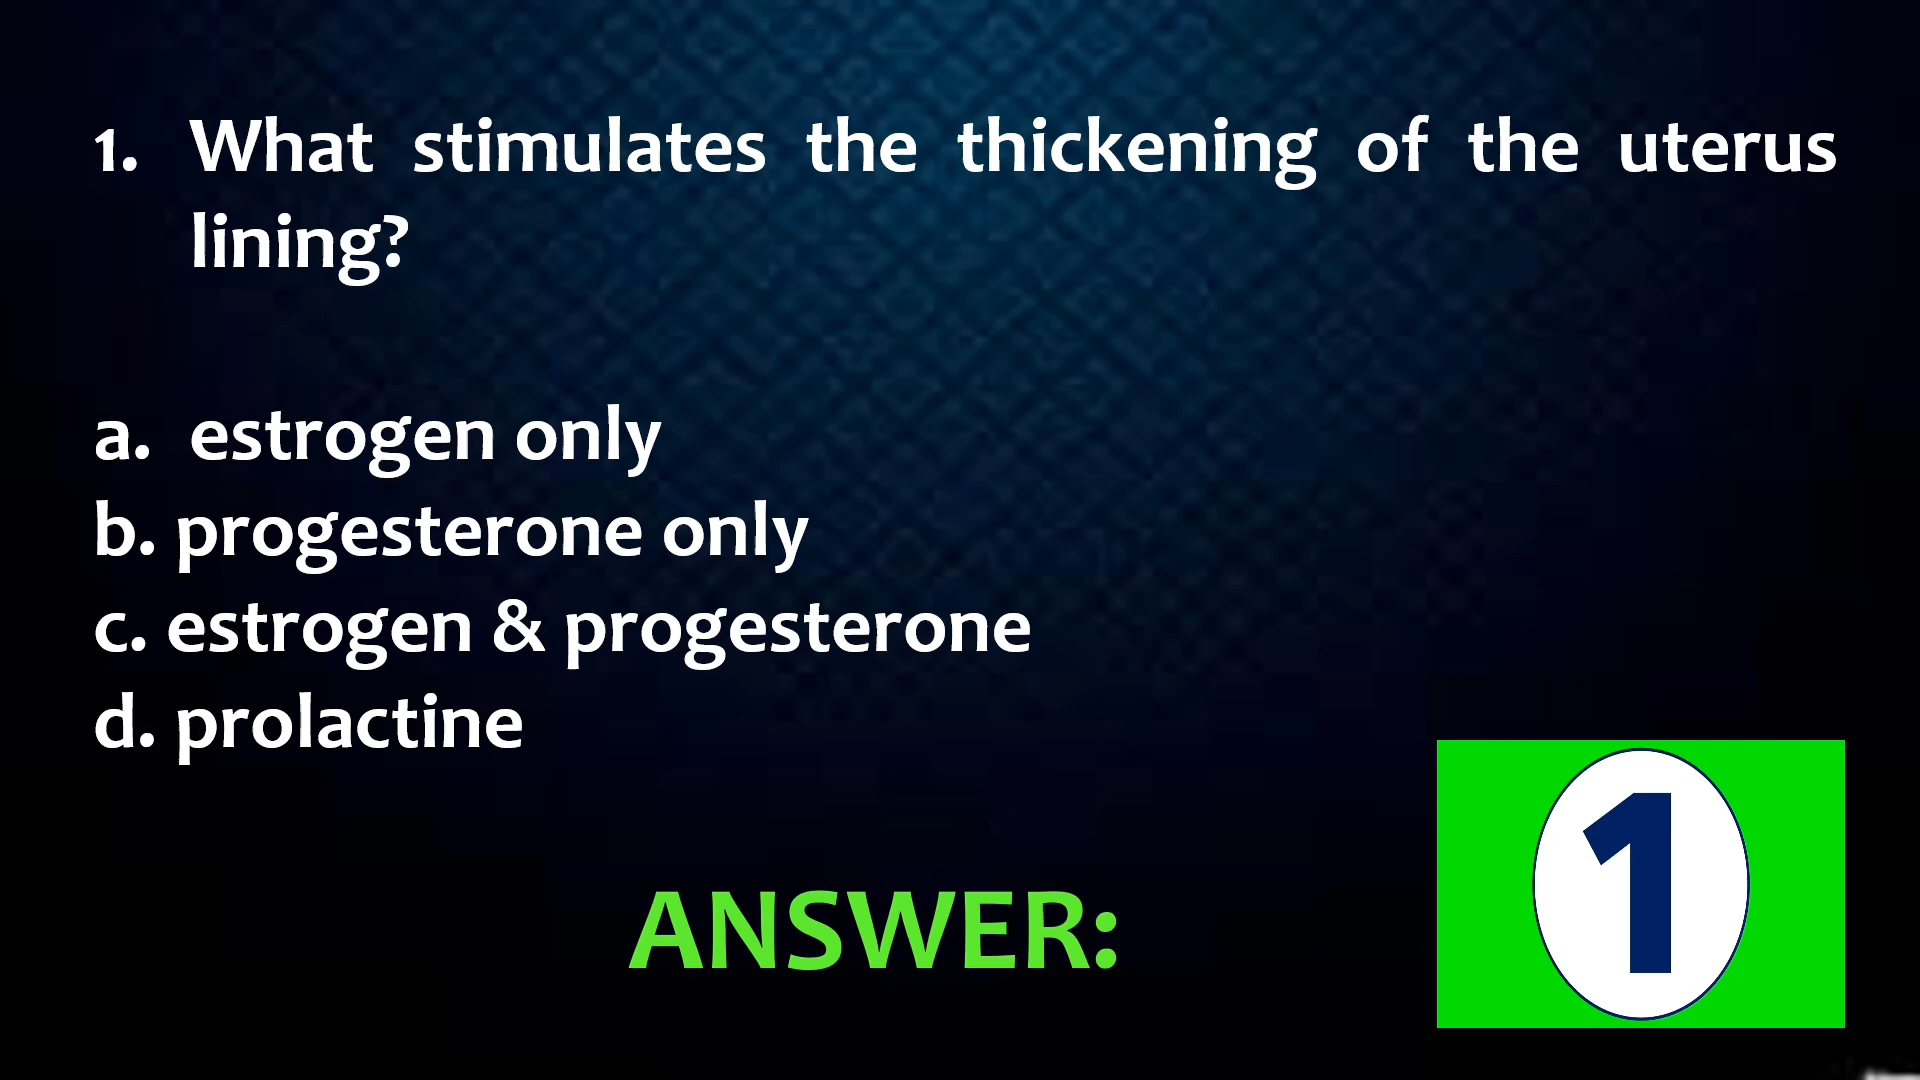 1. What stimulates the thickening of the uterus
lining?
a. estrogen only
b. progesterone only
c. estrogen & progesterone
d. prolactine
ANSWER:
1